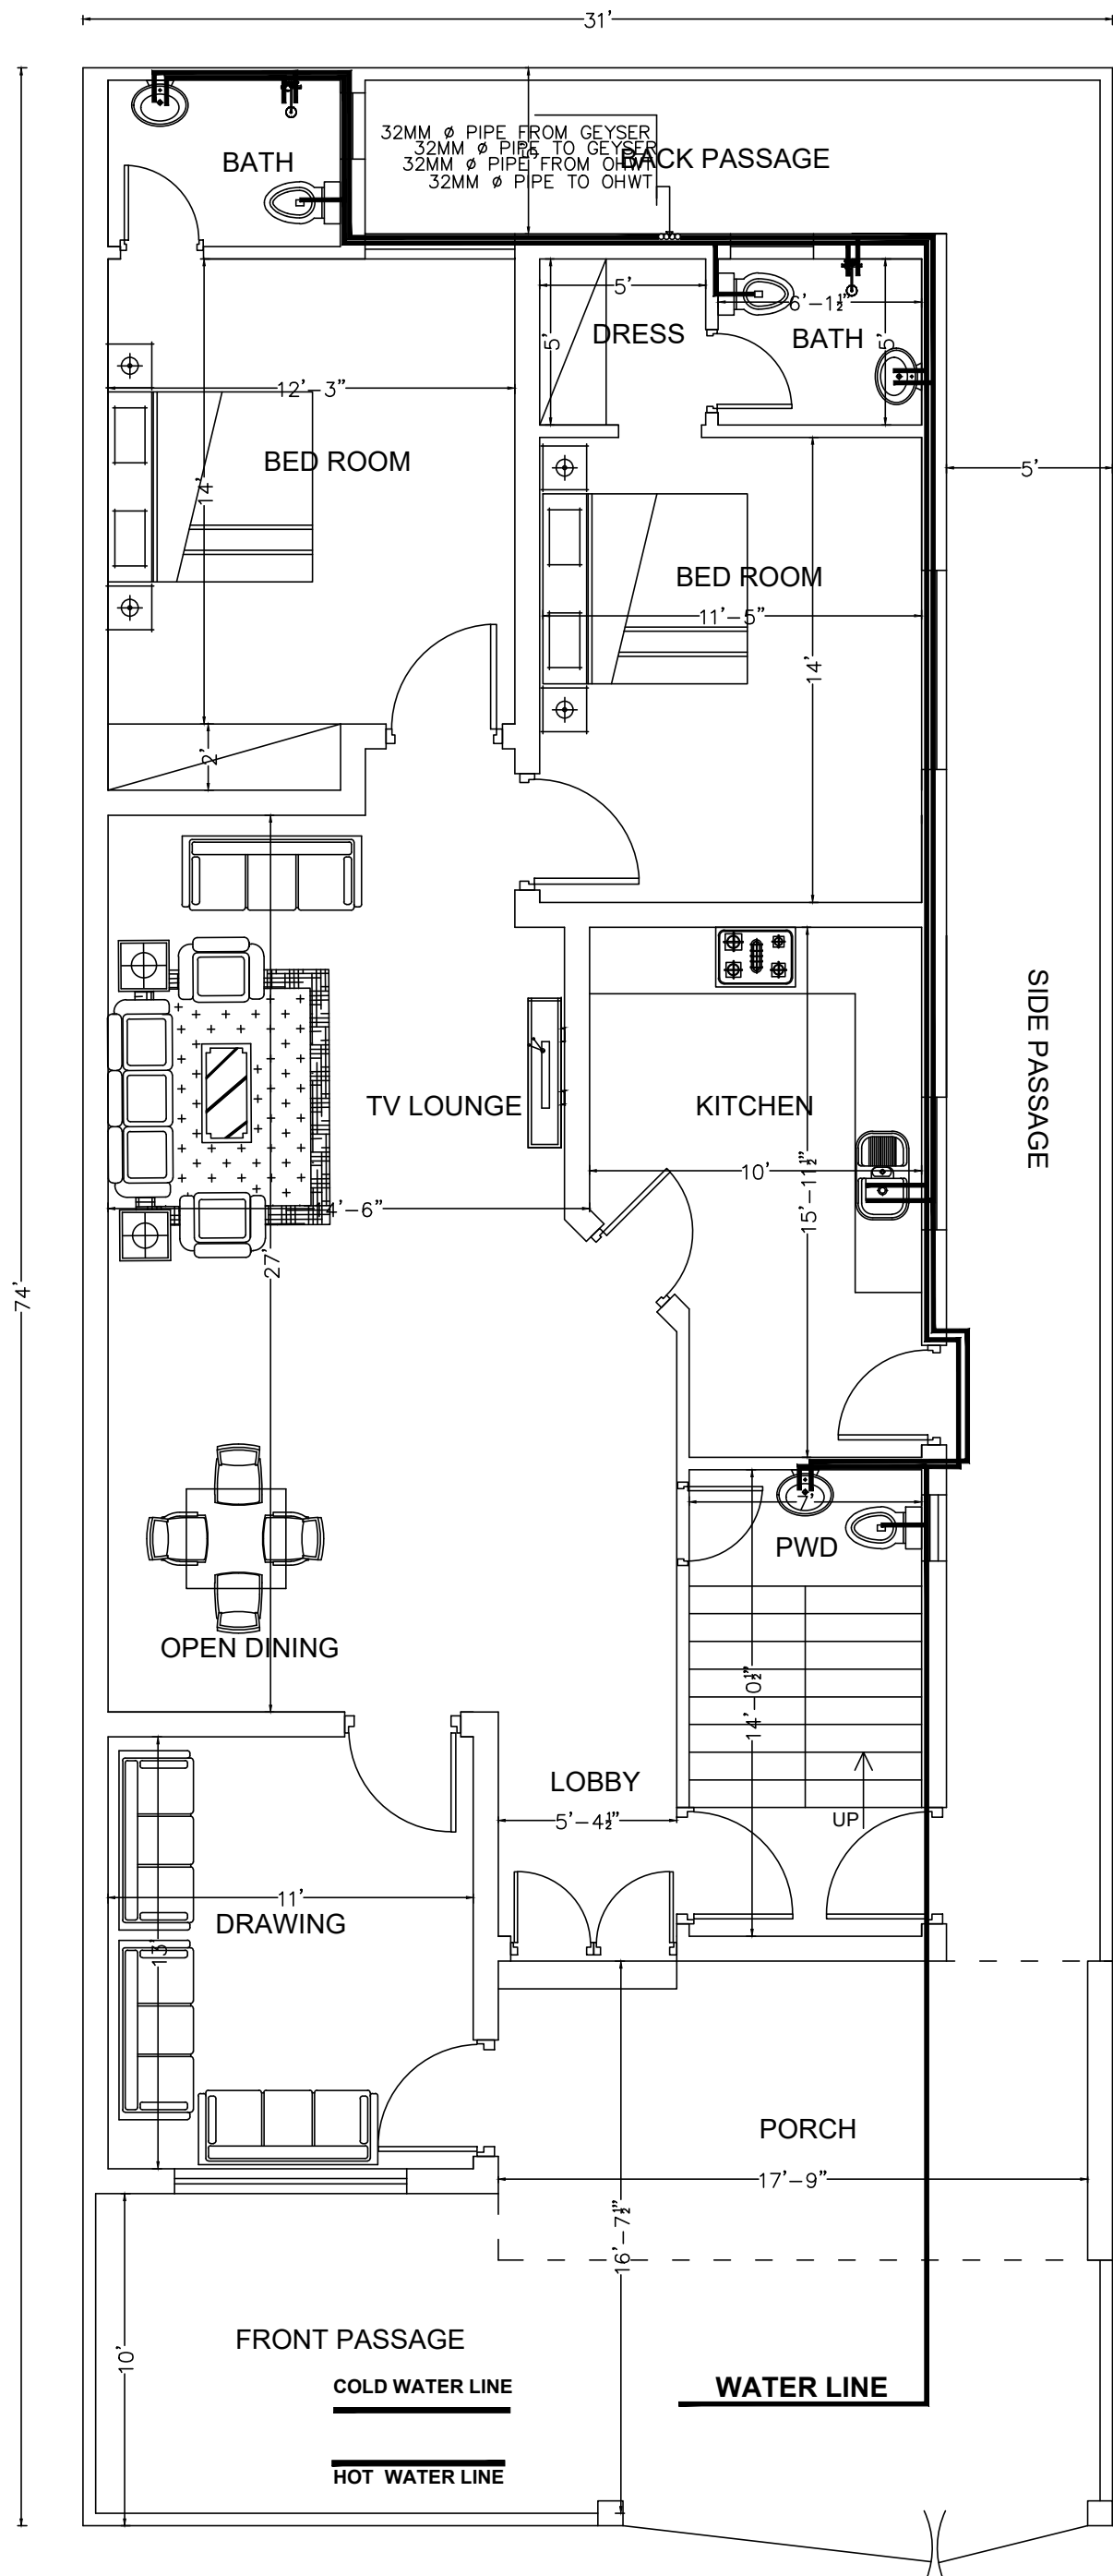 31'
32MM ø PIPE FROM GEYSER
32MM ø PIPE TO GEYSER
32MM ø PIPE FROM OHWT
32MM ø PIPE TO OHWT
BACK PASSAGE
BATH
5'
6'-1½"
DRESS
BATH
5'
5'
12'-3"
BED ROOM
14'
5'
BED ROOM
11'-5"
14'
2'
SIDE PASSAGE
TV LOUNGE
KITCHEN
10'
15'-11½"
14'-6"
27'
74'
7'
PWD
OPEN DINING
14'-0½"
LOBBY
5'-4½"
UP
11'
DRAWING
13'
PORCH
17'-9"
16'-7½"
FRONT PASSAGE
10'
COLD WATER LINE
WATER LINE
HOT WATER LINE